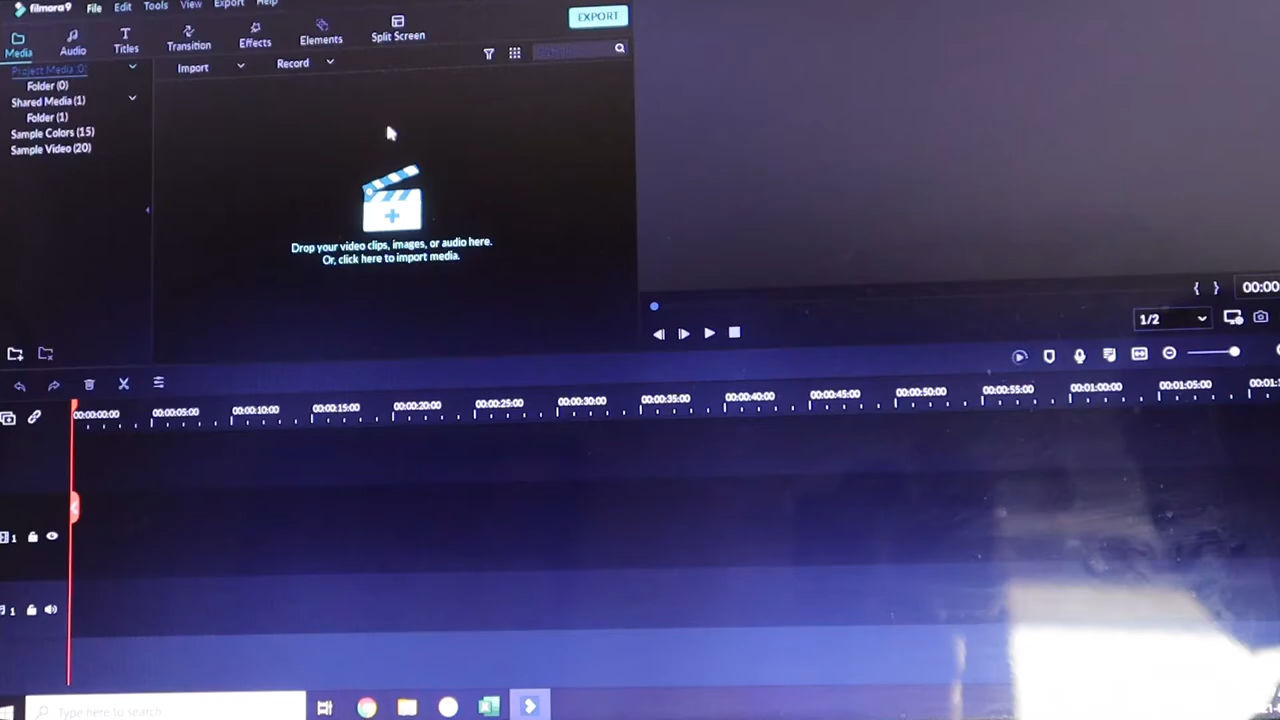 filmora9 File Edit Tools View Export Help
EXPORT
Media Audio Titles Transition Effects Elements Split Screen
Project Media (0)
Import Record
Folder (0)
Shared Media (1)
Folder (1)
Sample Colors (15)
Sample Video (20)
Drop your video clips, images, or audio here.
Or, click here to import media.
00:00
1/2
00:00:00:00 00:00:05:00 00:00:10:00 00:00:15:00 00:00:20:00 00:00:25:00 00:00:30:00 00:00:35:00 00:00:40:00 00:00:45:00 00:00:50:00 00:00:55:00 00:01:00:00 00:01:05:00 00:01:1
1
1
Type here to search